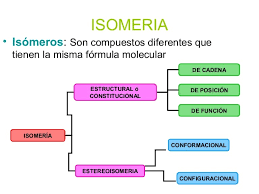 ISOMERIA
• Isómeros: Son compuestos diferentes que
tienen la misma fórmula molecular
DE CADENA
ESTRUCTURAL o
CONSTITUCIONAL
DE POSICIÓN
DE FUNCIÓN
ISOMERÍA
CONFORMACIONAL
ESTEREOISOMERIA
CONFIGURACIONAL